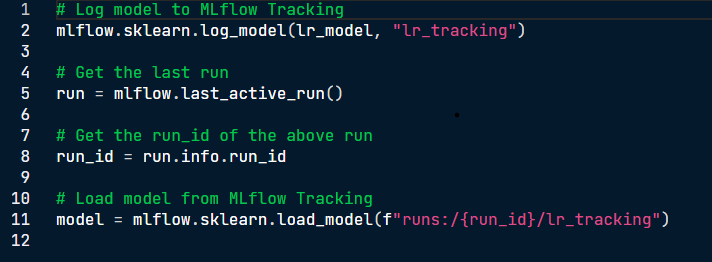 1 # Log model to MLflow Tracking
2 mlflow.sklearn.log_model(lr_model, "lr_tracking")
3
4 # Get the last run
5 run = mlflow.last_active_run()
6
7 # Get the run_id of the above run
8 run_id = run.info.run_id
9
10 # Load model from MLflow Tracking
11 model = mlflow.sklearn.load_model(f"runs:/{run_id}/lr_tracking")
12